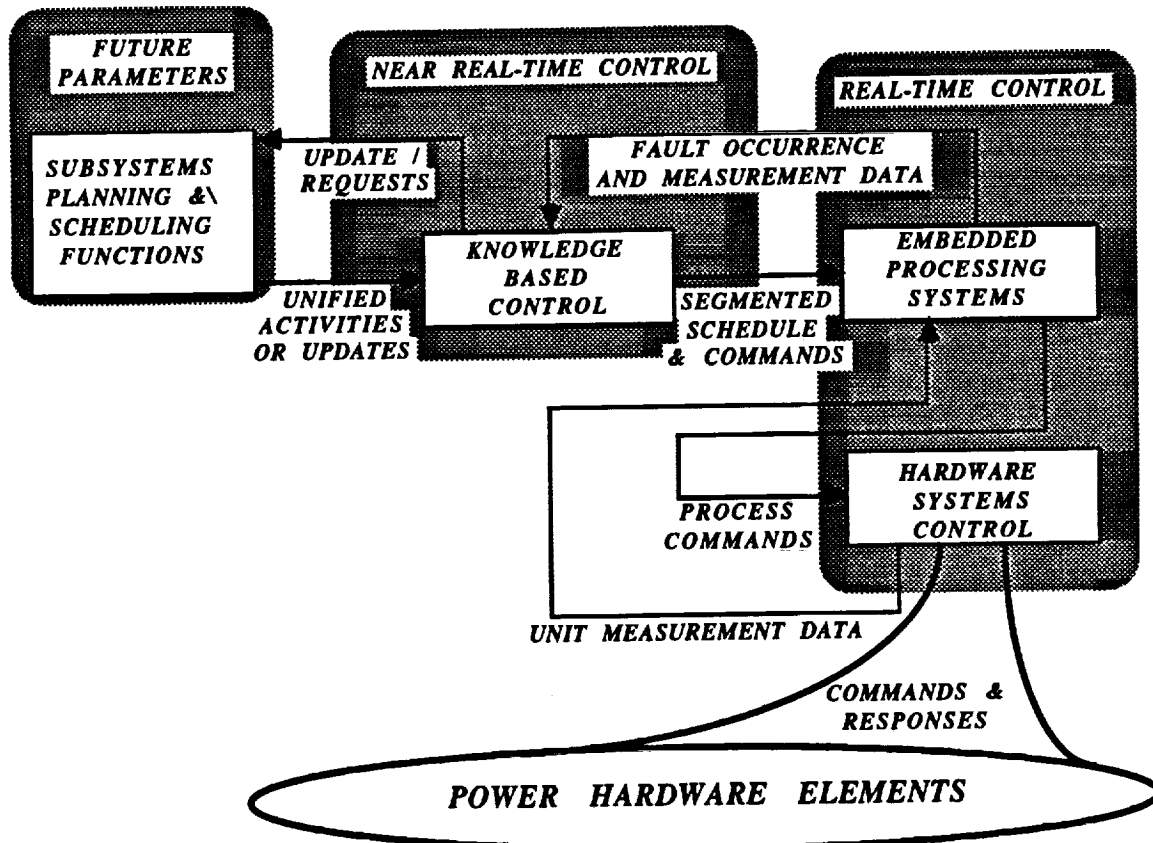 FUTURE
PARAMETERS
SUBSYSTEMS
PLANNING &\
SCHEDULING
FUNCTIONS
NEAR REAL-TIME CONTROL
UPDATE /
REQUESTS
UNIFIED
ACTIVITIES
OR UPDATES
KNOWLEDGE
BASED
CONTROL
FAULT OCCURRENCE
AND MEASUREMENT DATA
SEGMENTED
SCHEDULE
& COMMANDS
REAL-TIME CONTROL
EMBEDDED
PROCESSING
SYSTEMS
HARDWARE
SYSTEMS
CONTROL
PROCESS
COMMANDS
UNIT MEASUREMENT DATA
COMMANDS &
RESPONSES
POWER HARDWARE ELEMENTS